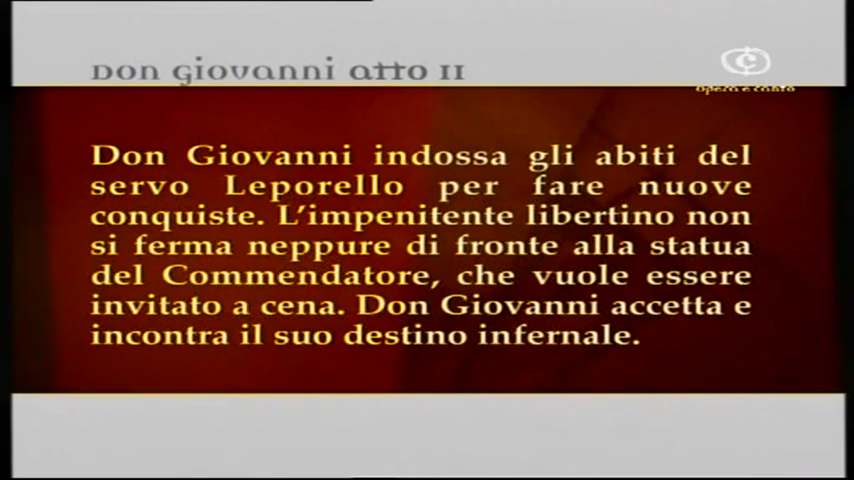 Don Giovanni atto II
opera e canto
Don Giovanni indossa gli abiti del
servo Leporello per fare nuove
conquiste. L'impenitente libertino non
si ferma neppure di fronte alla statua
del Commendatore, che vuole essere
invitato a cena. Don Giovanni accetta e
incontra il suo destino infernale.